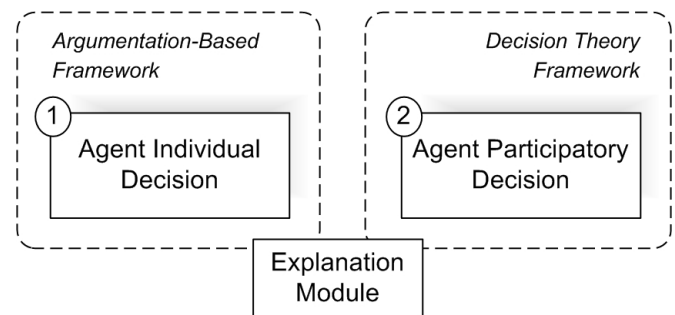 Argumentation-Based
Framework
1
Agent Individual
Decision
Decision Theory
Framework
2
Agent Participatory
Decision
Explanation
Module